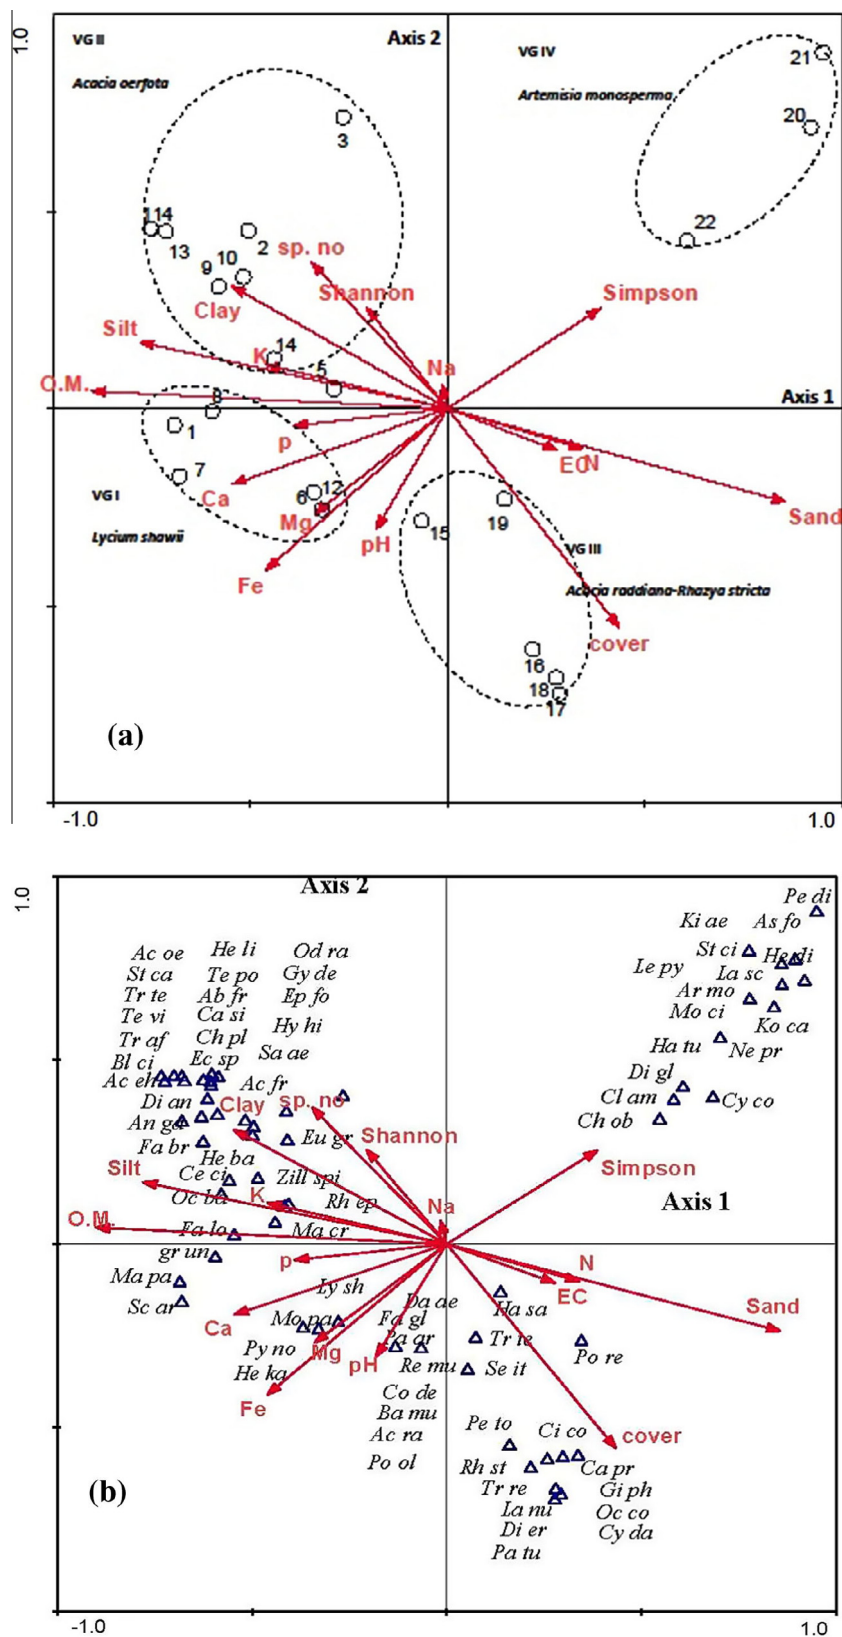 1.0
VG II
Axis 2
VG IV
21
Acacia oerfota
Artemisia monosperma
20
3
1114
2
22
13
10
sp. no
9
Shannon
Simpson
Clay
Silt
K
14
Na
5
O.M.
8
Axis 1
1
p
EC
N
7
Ca
6
12
VG I
Mg
19
Sand
15
Lycium shawii
pH
VG III
Fe
Acacia raddiana-Rhazya stricta
cover
16
18
17
(a)
-1.0
1.0
1.0
Axis 2
Pe di
Ki ae
As fo
Ac oe
He li
Od ra
St ci
He di
St ca
Te po
Gy de
Le py
La sc
Tr te
Ab fr
Ep fo
Ar mo
Te vi
Ca si
Mo ci
Hy hi
Ko ca
Tr af
Ch pl
Ha tu
Ne pr
Bl ci
Ec sp
Sa ae
Di gl
Ac eh
Ac fr
Cl am
Cy co
Di an
Clay
sp. no
Ch ob
An ga
Shannon
Eu gr
Fa br
He ba
Silt
Simpson
Ce ci
Zill spi
Oc ba
K
Rh ep
Na
Axis 1
O.M.
Fa lo
Ma cr
gr un
p
N
Ma pa
Ly sh
EC
Sc ar
Da ae
Ha sa
Sand
Ca
Mo pa
Fa gl
Pa ar
Tr te
Py no
Mg
Po re
He ka
pH
Re mu
Se it
Fe
Co de
Ba mu
Pe to
Ci co
Ac ra
cover
Po ol
Rh st
Ca pr
(b)
Tr re
Gi ph
La nu
Oc co
Di er
Cy da
Pa tu
-1.0
1.0